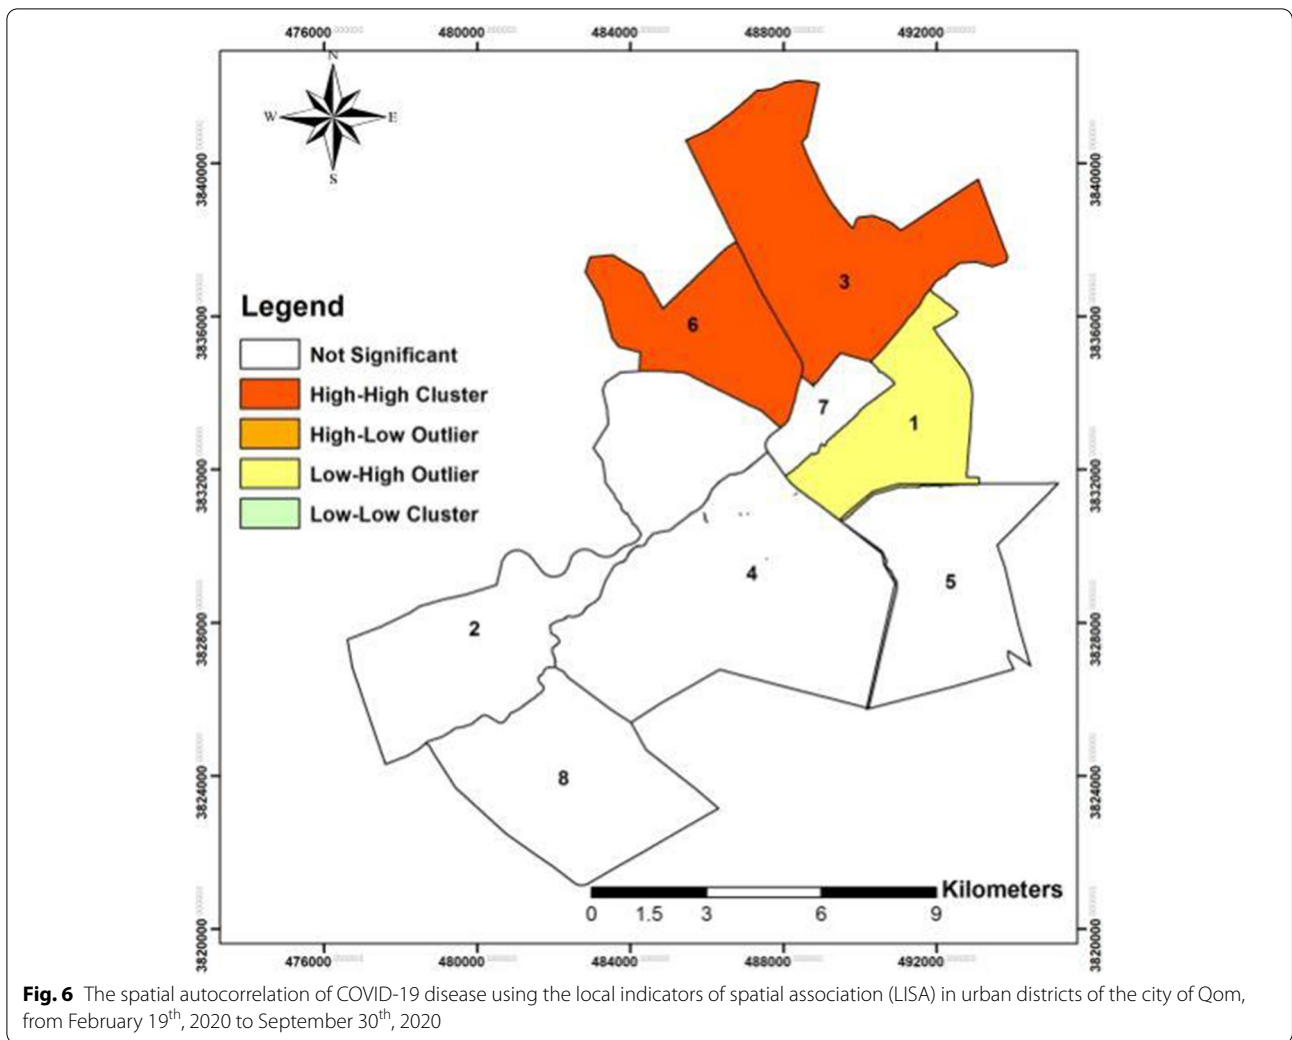 476000 480000 484000 488000 492000
N
W E
S
3840000 3840000
3836000 3836000
3832000 3832000
3828000 3828000
3824000 3824000
3820000 3820000
Legend
Not Significant
High-High Cluster
High-Low Outlier
Low-High Outlier
Low-Low Cluster
3
6
7
1
4
5
2
8
Kilometers
0 1.5 3 6 9
476000 480000 484000 488000 492000
Fig. 6 The spatial autocorrelation of COVID-19 disease using the local indicators of spatial association (LISA) in urban districts of the city of Qom,
from February 19th, 2020 to September 30th, 2020